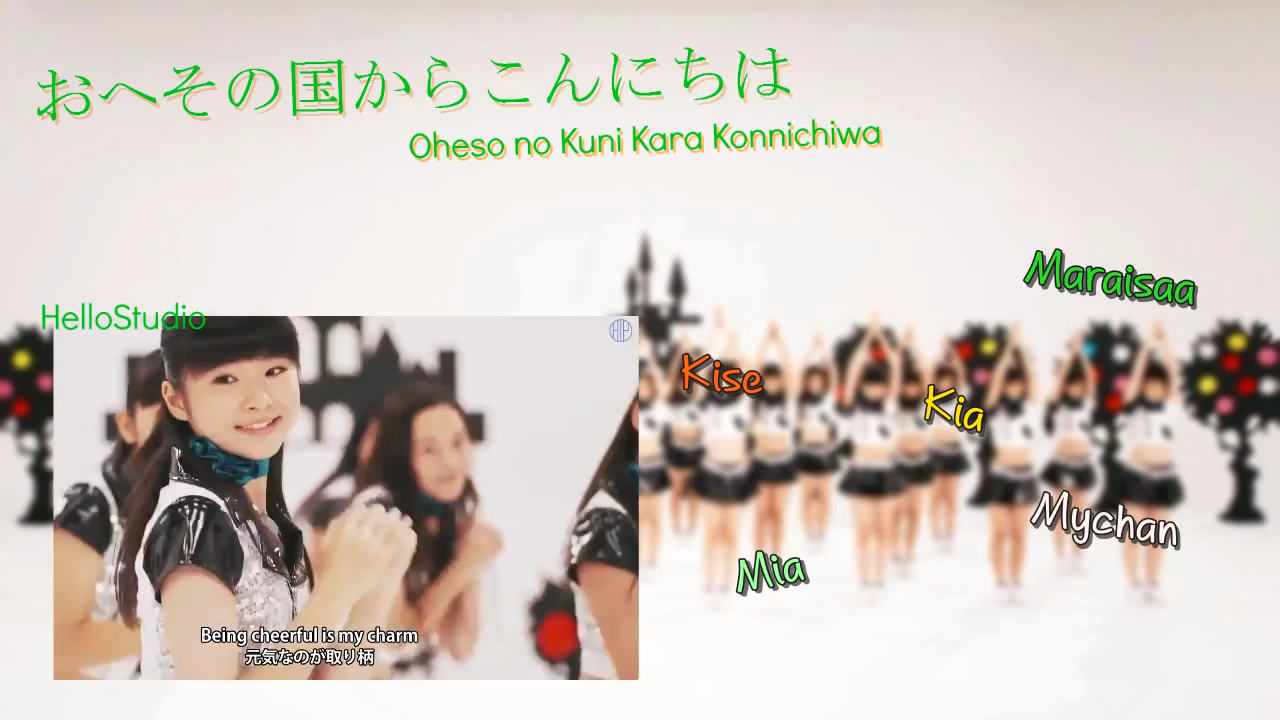 おへその国からこんにちは
Oheso no Kuni Kara Konnichiwa
Maraisaa
HelloStudio
Kise
Kia
Mychan
Mia
Being cheerful is my charm
元気なのが取り柄